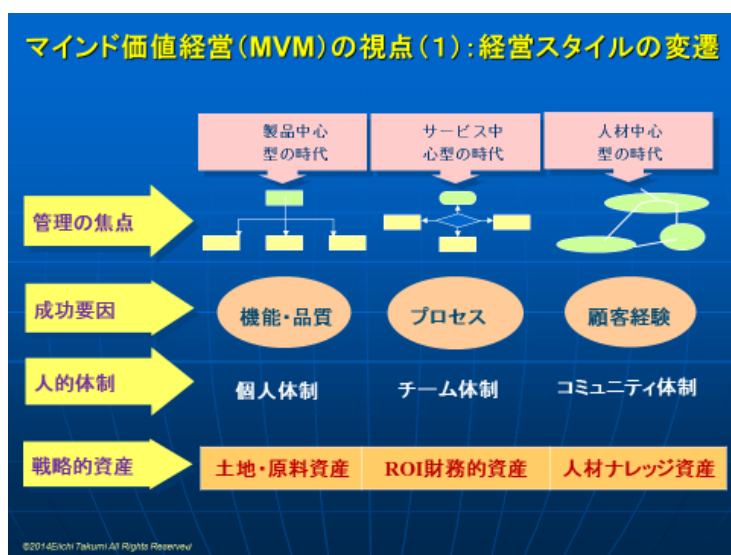 マインド価値経営(MVM)の視点(1):経営スタイルの変遷
製品中心
型の時代
サービス中
心型の時代
人材中心
型の時代
管理の焦点
成功要因
機能・品質
プロセス
顧客経験
人的体制
個人体制
チーム体制
コミュニティ体制
戦略的資産
土地・原料資産
ROI財務的資産
人材ナレッジ資産
©2014Eiichi Takumi All Rights Reserved